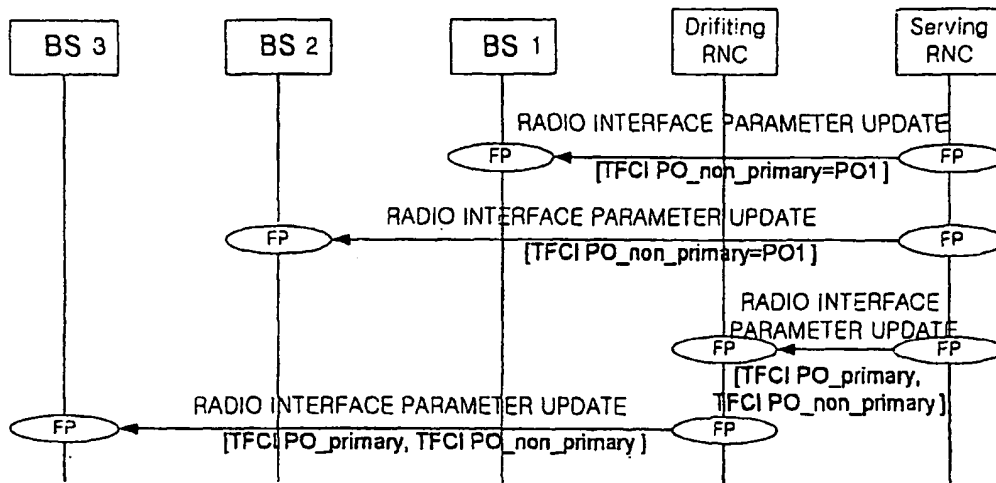 BS 3
BS 2
BS 1
Drifiting
RNC
Serving
RNC
RADIO INTERFACE PARAMETER UPDATE
FP
FP
[TFCI PO_non_primary=PO1]
RADIO INTERFACE PARAMETER UPDATE
FP
FP
[TFCI PO_non_primary=PO1]
RADIO INTERFACE
PARAMETER UPDATE
FP
FP
[TFCI PO_primary,
TFCI PO_non_primary]
RADIO INTERFACE PARAMETER UPDATE
FP
FP
[TFCI PO_primary, TFCI PO_non_primary ]